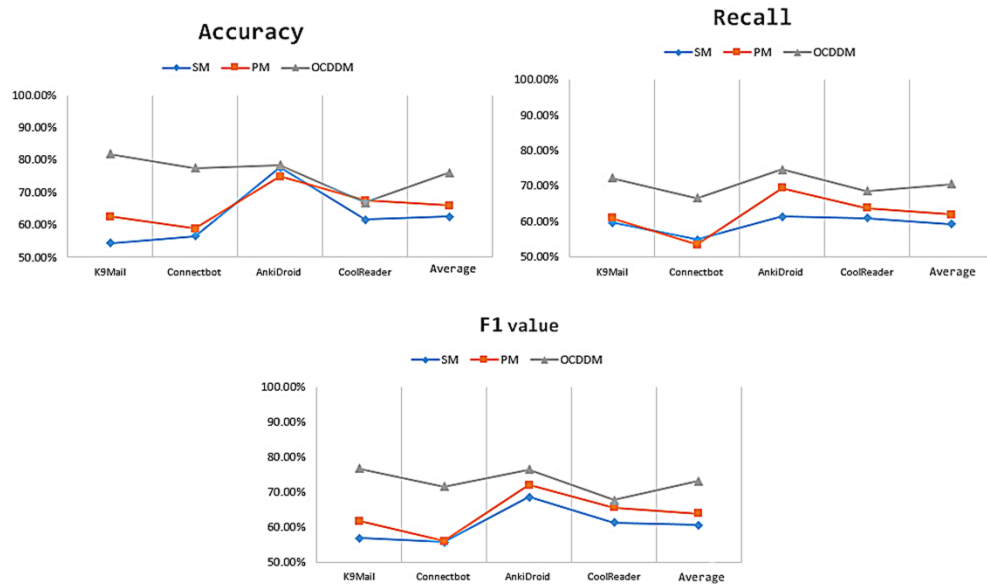 Accuracy
SM PM OCDDM
100.00%
90.00%
80.00%
70.00%
60.00%
50.00%
K9Mail Connectbot AnkiDroid CoolReader Average
Recall
SM PM OCDDM
100.00%
90.00%
80.00%
70.00%
60.00%
50.00%
K9Mail Connectbot AnkiDroid CoolReader Average
F1 value
SM PM OCDDM
100.00%
90.00%
80.00%
70.00%
60.00%
50.00%
K9Mail Connectbot AnkiDroid CoolReader Average